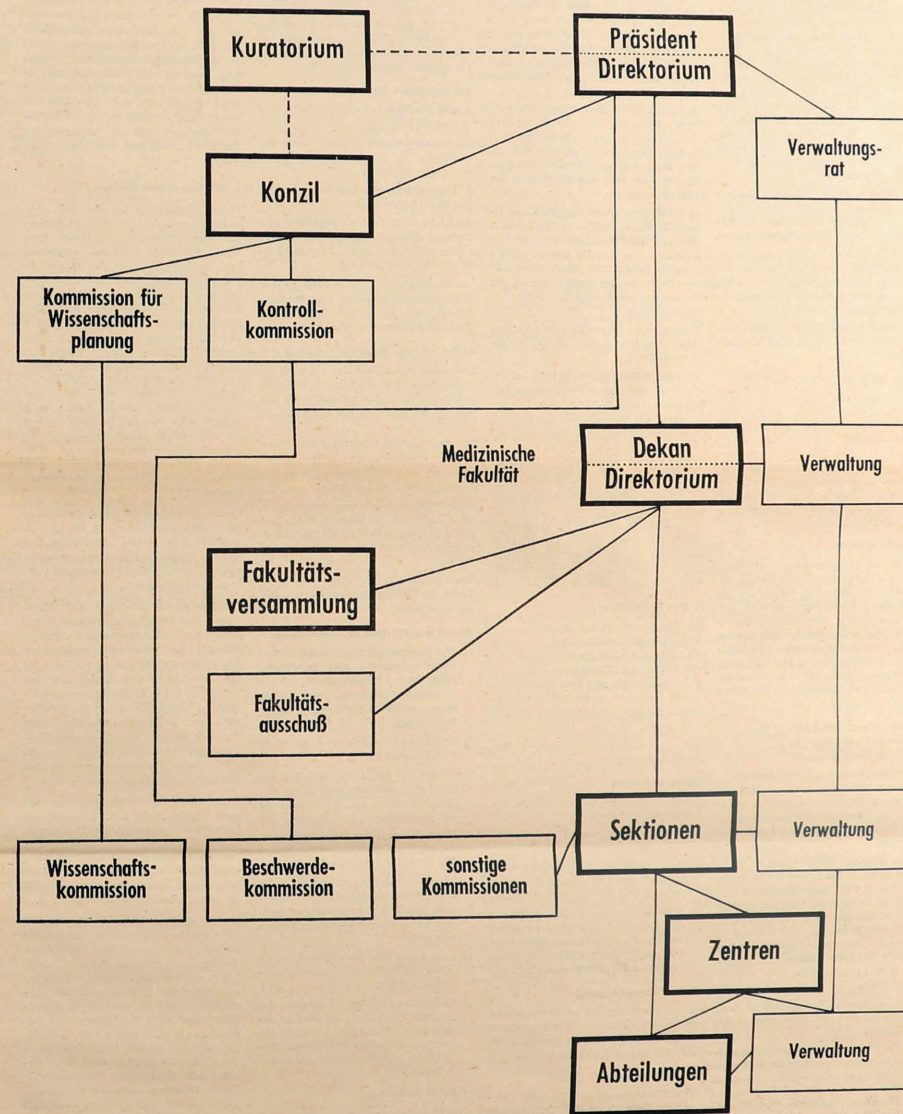 Kuratorium
Präsident
Direktorium
Verwaltungs-
rat
Konzil
Kommission für
Wissenschafts-
planung
Kontroll-
kommission
Medizinische
Fakultät
Dekan
Direktorium
Verwaltung
Fakultäts-
versammlung
Fakultäts-
ausschuß
Sektionen
Verwaltung
Wissenschafts-
kommission
Beschwerde-
kommission
sonstige
Kommissionen
Zentren
Abteilungen
Verwaltung